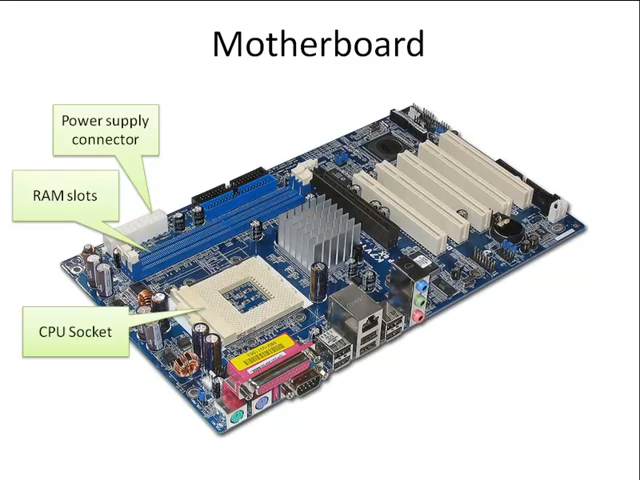 Motherboard
Power supply
connector
RAM slots
CPU Socket